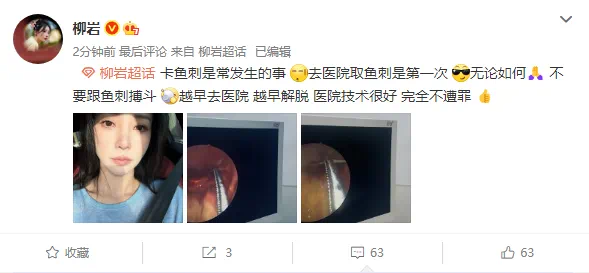 柳岩
2分钟前 最后评论 来自 柳岩超话 已编辑
柳岩超话 卡鱼刺是常发生的事 去医院取鱼刺是第一次 无论如何 不
要跟鱼刺搏斗 越早去医院 越早解脱 医院技术很好 完全不遭罪
收藏
3
63
63